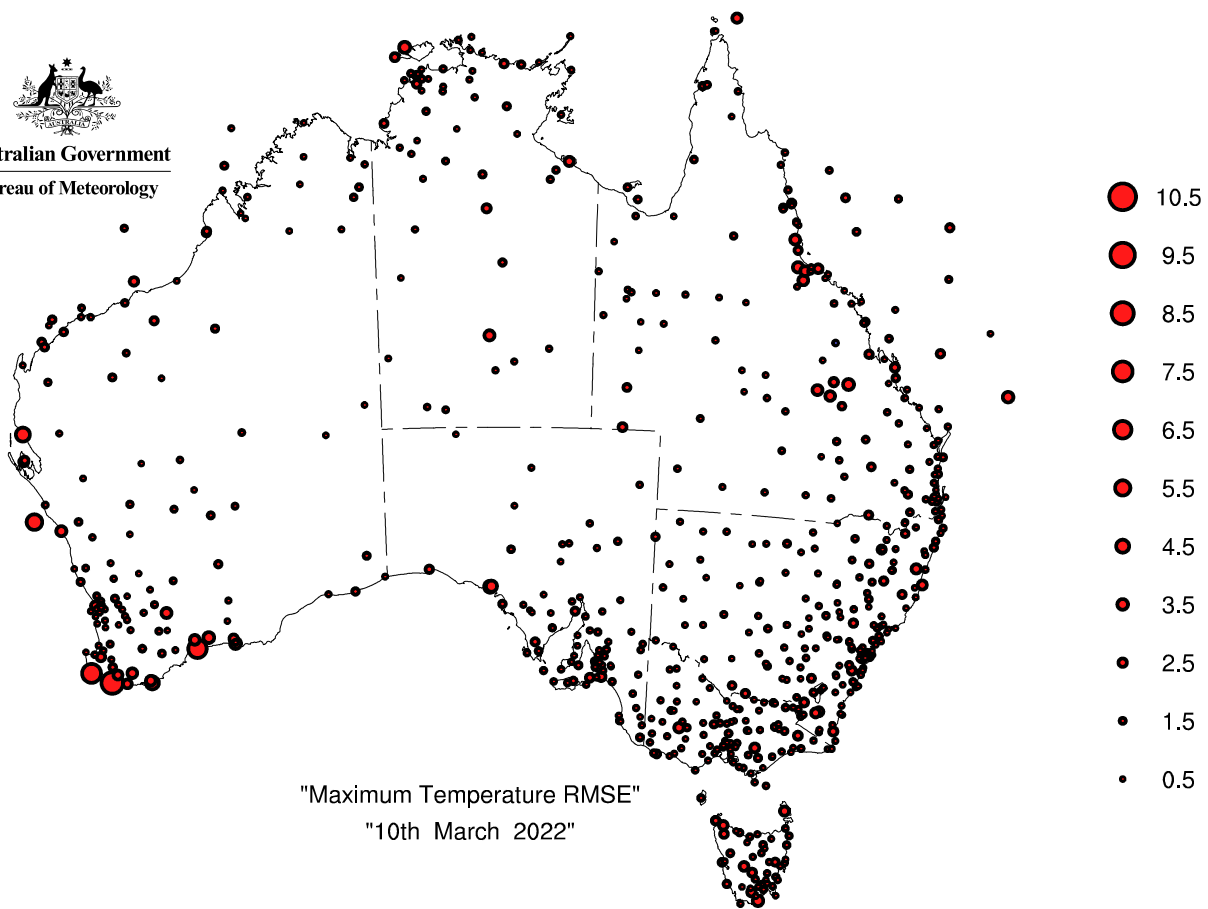 AUSTRALIA
tralian Government
reau of Meteorology
10.5
9.5
8.5
7.5
6.5
5.5
4.5
3.5
2.5
1.5
0.5
"Maximum Temperature RMSE"
"10th March 2022"